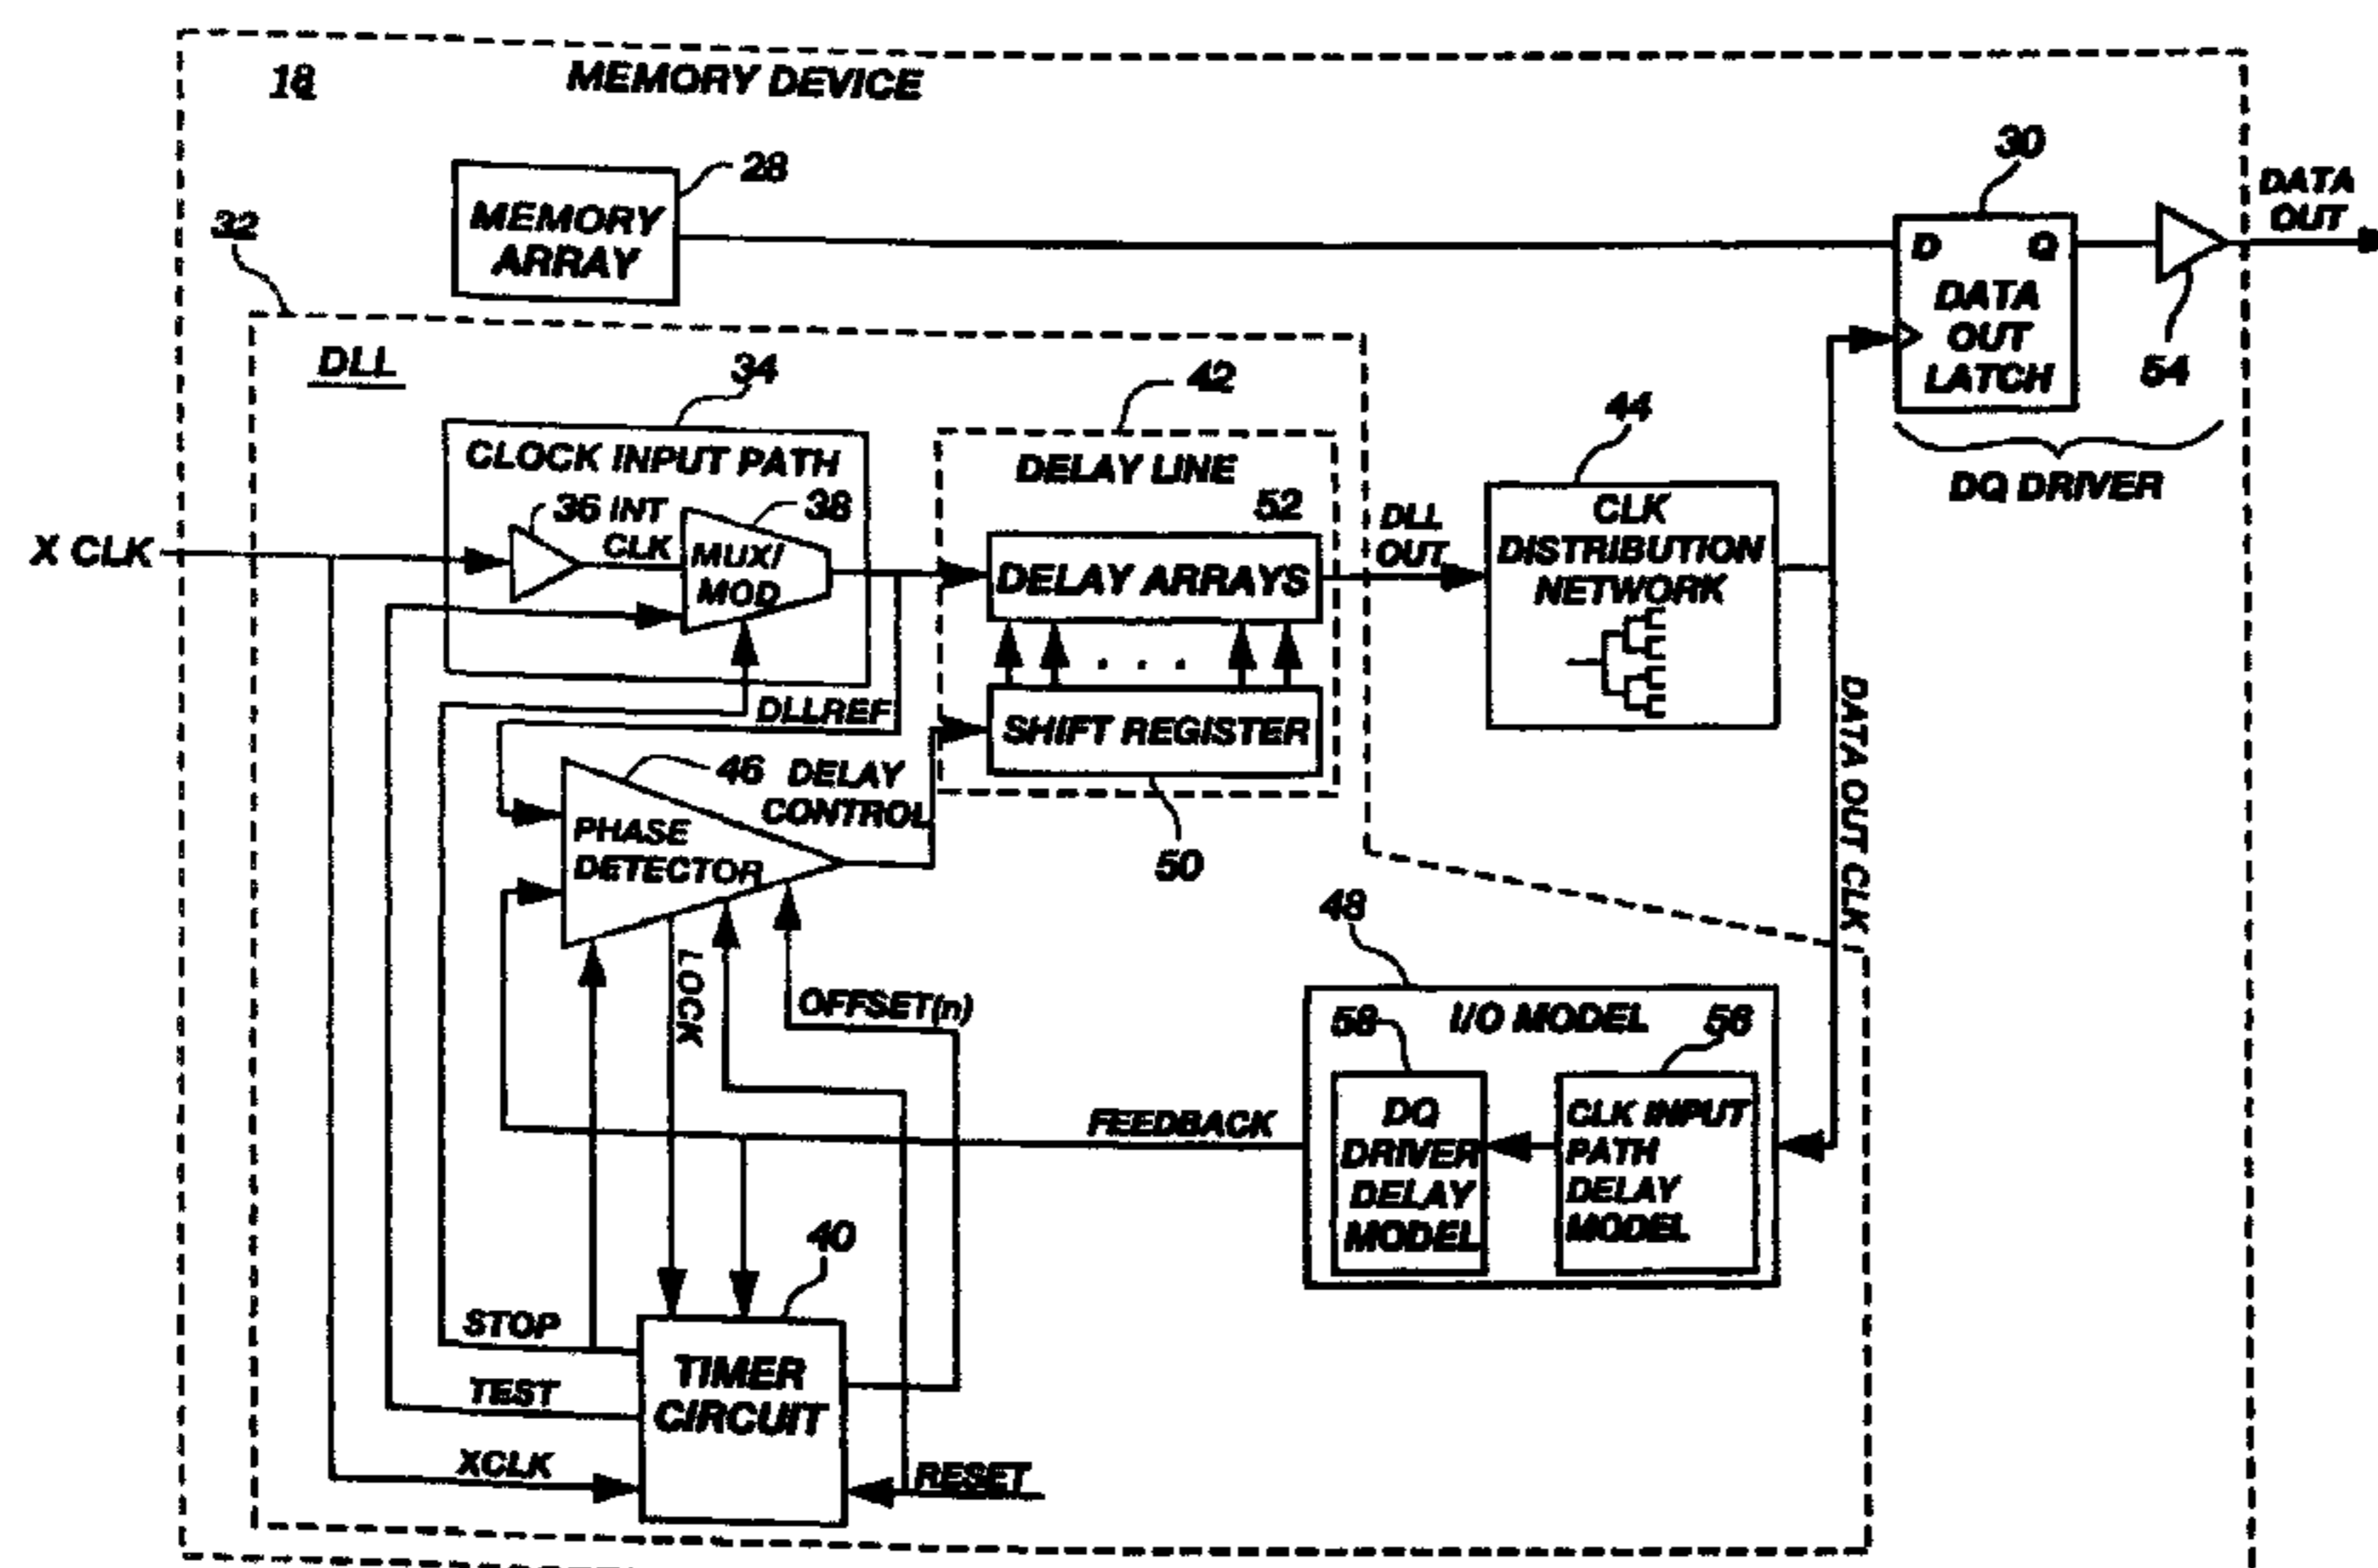 18
MEMORY DEVICE
28
MEMORY
ARRAY
30
DATA
OUT
D Q
DATA
OUT
LATCH
54
DQ DRIVER
32
DLL
34
CLOCK INPUT PATH
36 INT
CLK
38
MUX/
MOD
X CLK
42
DELAY LINE
52
DELAY ARRAYS
SHIFT REGISTER
50
DLL
OUT
44
CLK
DISTRIBUTION
NETWORK
DATA OUT CLK
DLLREF
46 DELAY
CONTROL
PHASE
DETECTOR
LOCK
OFFSET(n)
48
I/O MODEL
58
56
DQ
DRIVER
DELAY
MODEL
CLK INPUT
PATH
DELAY
MODEL
FEEDBACK
40
STOP
TEST
XCLK
TIMER
CIRCUIT
RESET